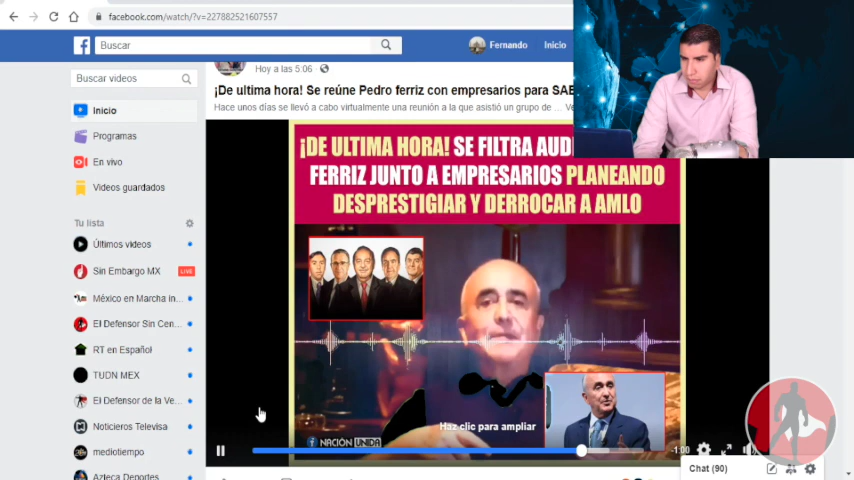 facebook.com/watch/?v=227882521607557
Buscar
Fernando
Inicio
Buscar videos
Inicio
Programas
En vivo
Videos guardados
Tu lista
Últimos videos
Sin Embargo MX
LIVE
México en Marcha in...
El Defensor Sin Cen...
RT en Español
TUDN MEX
El Defensor de la Ve...
Noticieros Televisa
mediotiempo
Azteca Deportes
Hoy a las 5:06
¡De ultima hora! Se reúne Pedro ferriz con empresarios para SAB
Hace unos días se llevó a cabo virtualmente una reunión a la que asistió un grupo de ... Ve
¡DE ULTIMA HORA! SE FILTRA AUDI
FERRIZ JUNTO A EMPRESARIOS PLANEANDO
DESPRESTIGIAR Y DERROCAR A AMLO
Haz clic para ampliar
NACIÓN UNIDA
-1:00
Chat (90)